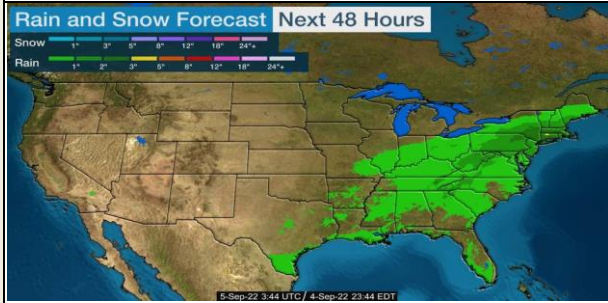 Rain and Snow Forecast Next 48 Hours
Snow 1" 3" 5" 8" 12" 18" 24"+
Rain 1" 2" 3" 5" 8" 12" 18" 24"+
5-Sep-22 3:44 UTC / 4-Sep-22 23:44 EDT